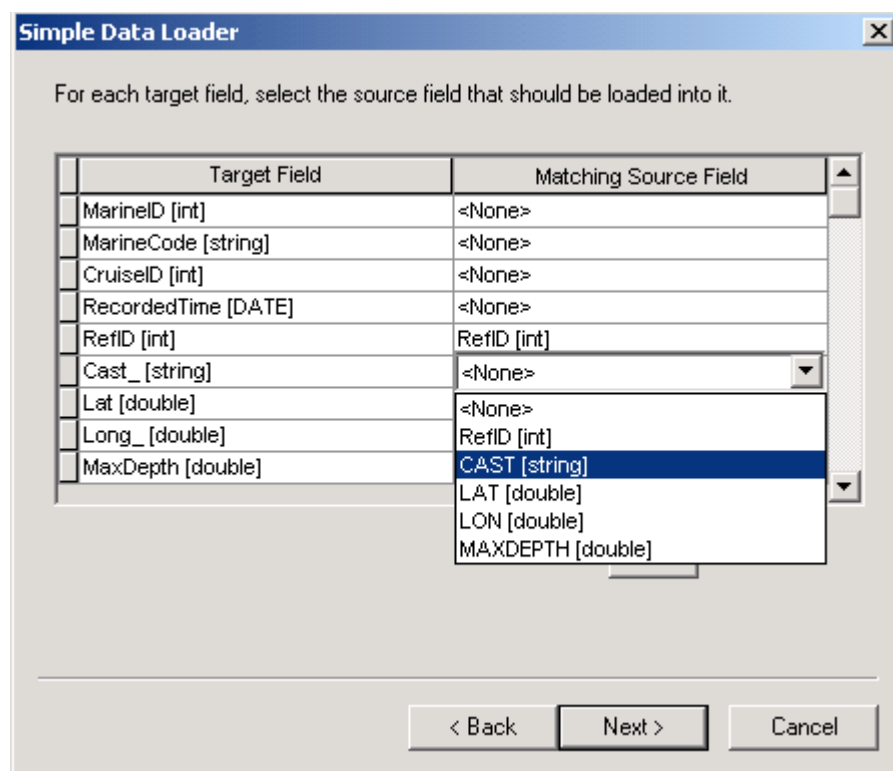 Simple Data Loader
For each target field, select the source field that should be loaded into it.
Target Field Matching Source Field
MarineID [int] <None>
MarineCode [string] <None>
CruiseID [int] <None>
RecordedTime [DATE] <None>
RefID [int] RefID [int]
Cast_ [string] <None>
Lat [double] <None>
Long_ [double] RefID [int]
MaxDepth [double] CAST [string]
LAT [double]
LON [double]
MAXDEPTH [double]
< Back Next > Cancel